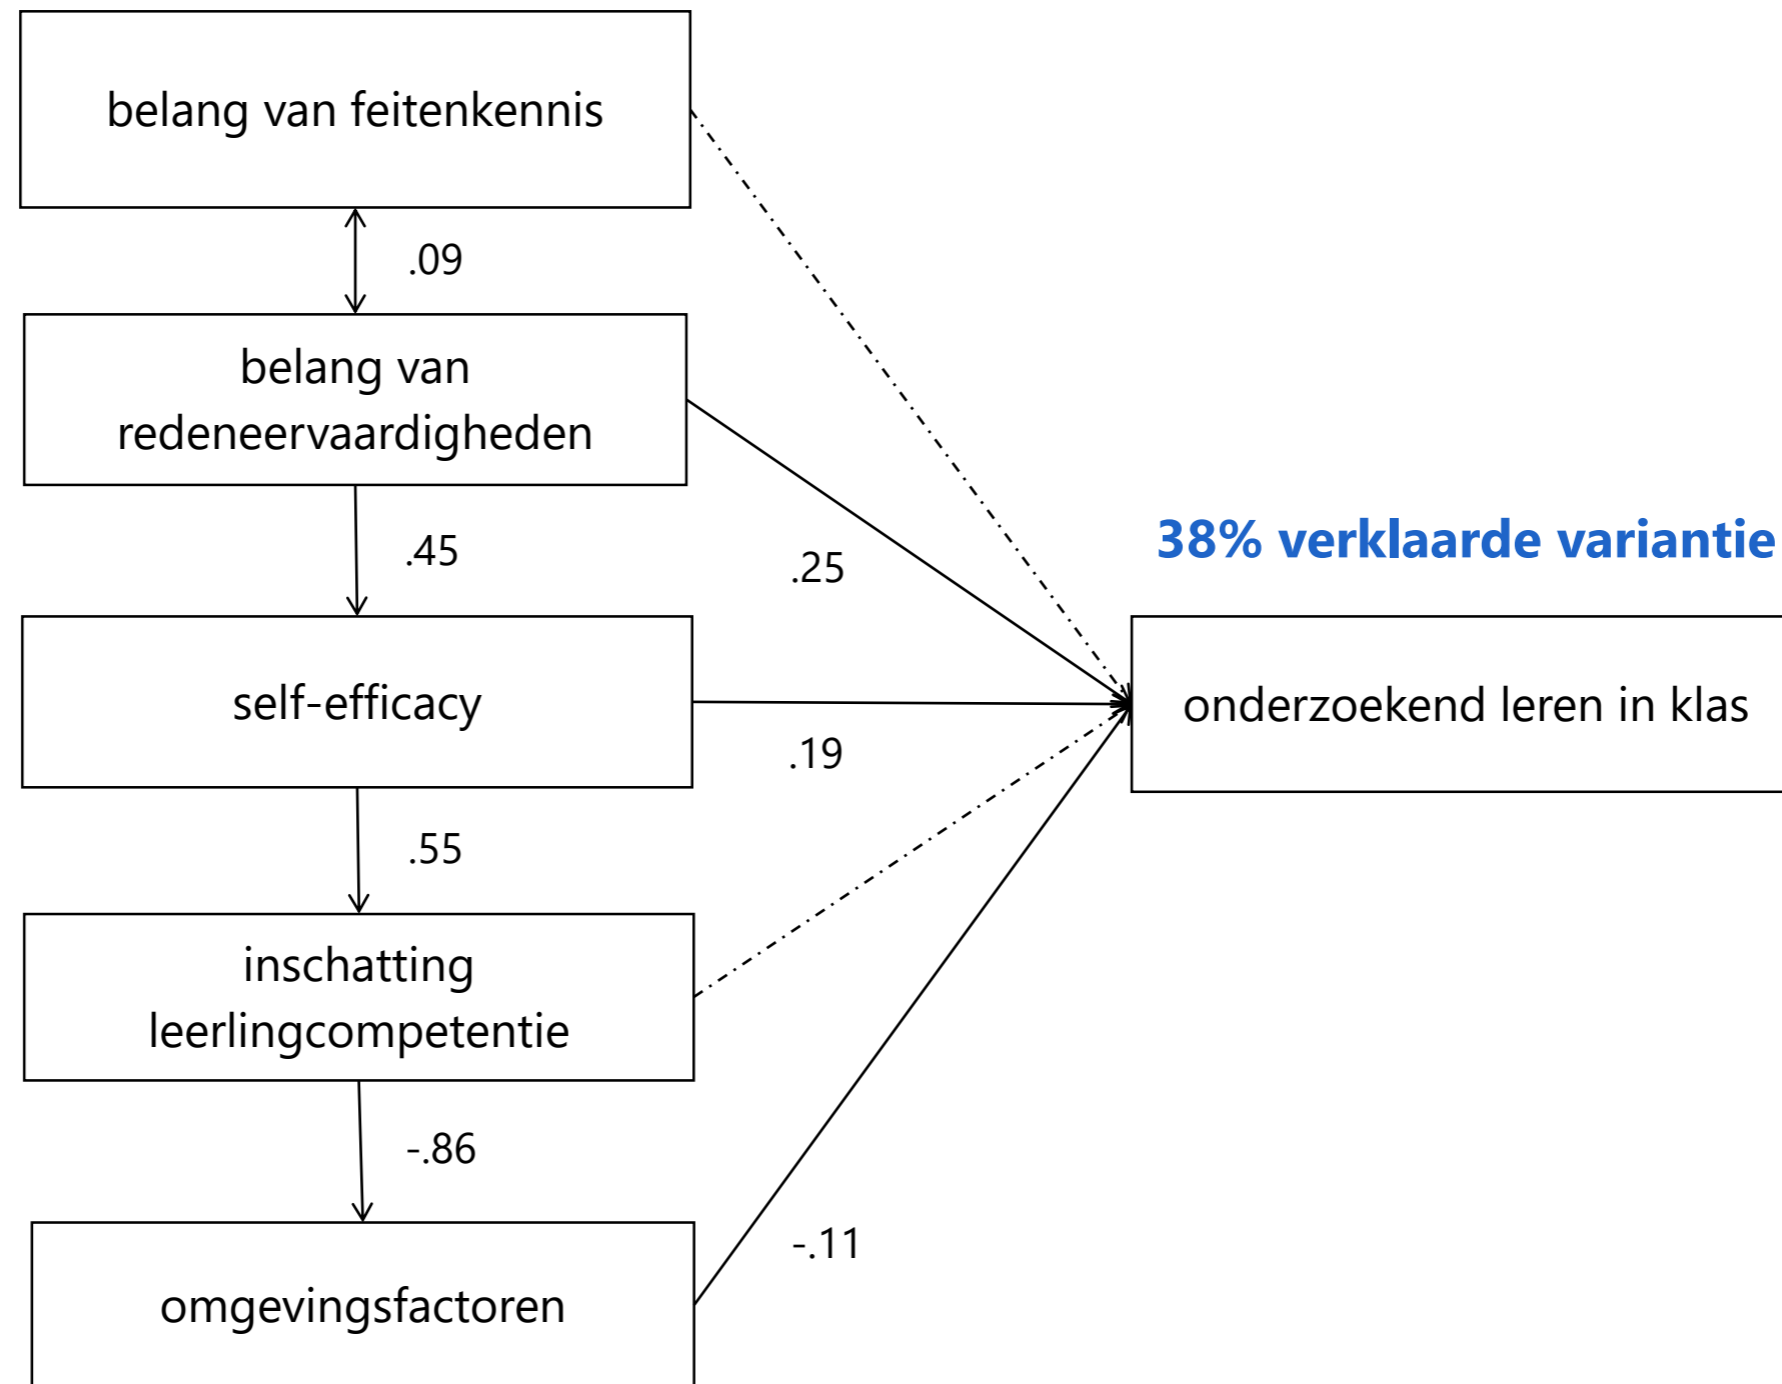 belang van feitenkennis
.09
belang van
redeneervaardigheden
.45
.25
38% verklaarde variantie
self-efficacy
.19
onderzoekend leren in klas
.55
inschatting
leerlingcompetentie
-.86
-.11
omgevingsfactoren